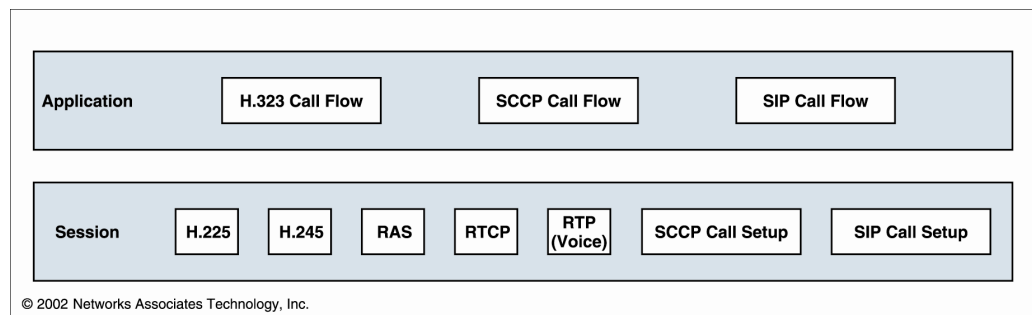 Application
H.323 Call Flow
SCCP Call Flow
SIP Call Flow
Session
H.225
H.245
RAS
RTCP
RTP
(Voice)
SCCP Call Setup
SIP Call Setup
© 2002 Networks Associates Technology, Inc.